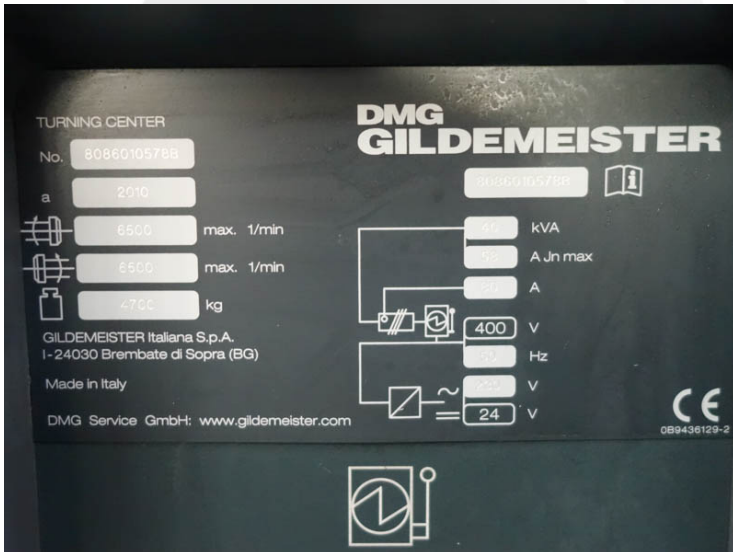 TURNING CENTER
No. 8086010578B
a 2010
6500 max. 1/min
6500 max. 1/min
4700 kg
GILDEMEISTER Italiana S.p.A.
I-24030 Brembate di Sopra (BG)
Made in Italy
DMG Service GmbH: www.gildemeister.com
DMG
GILDEMEISTER
8086010578B
i
kVA
A Jn max
A
400 V
Hz
V
24 V
CE
0B9436129-2